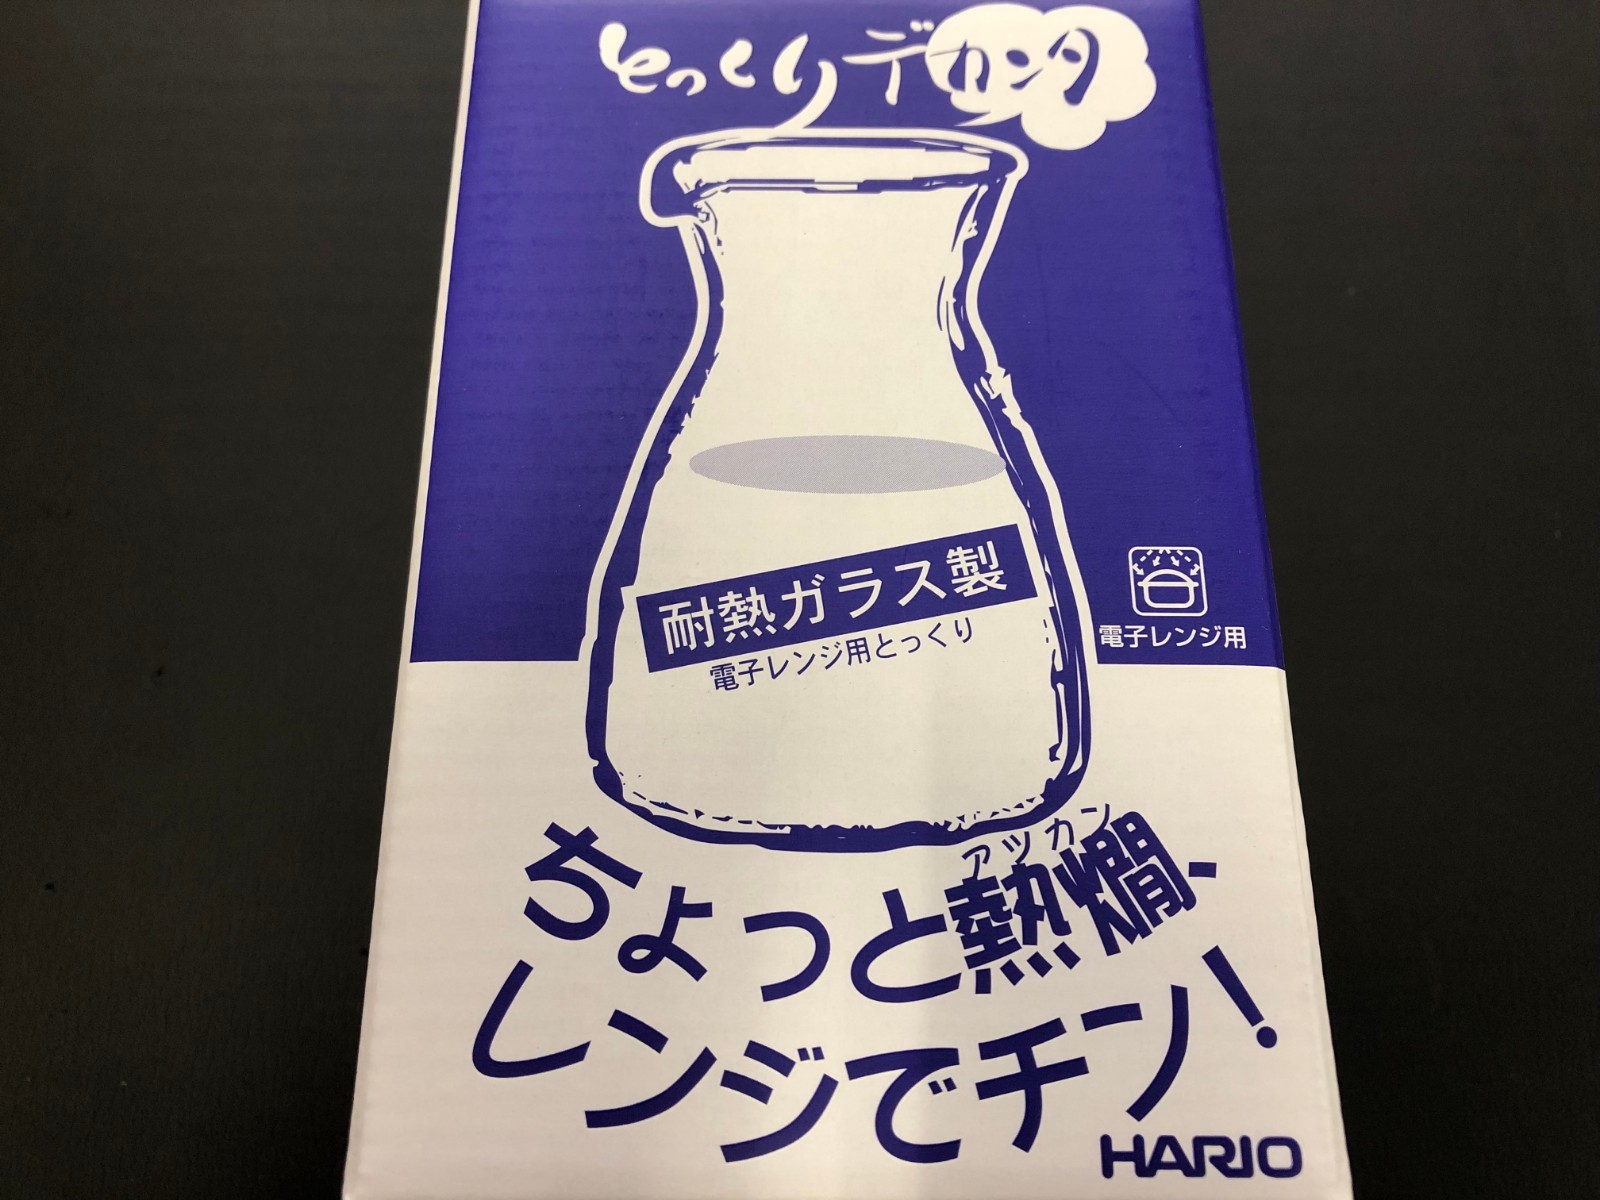 とっくりデカンタ
耐熱ガラス製
電子レンジ用とっくり
電子レンジ用
アツカン
ちょっと熱燗、
レンジでチン!
HARIO